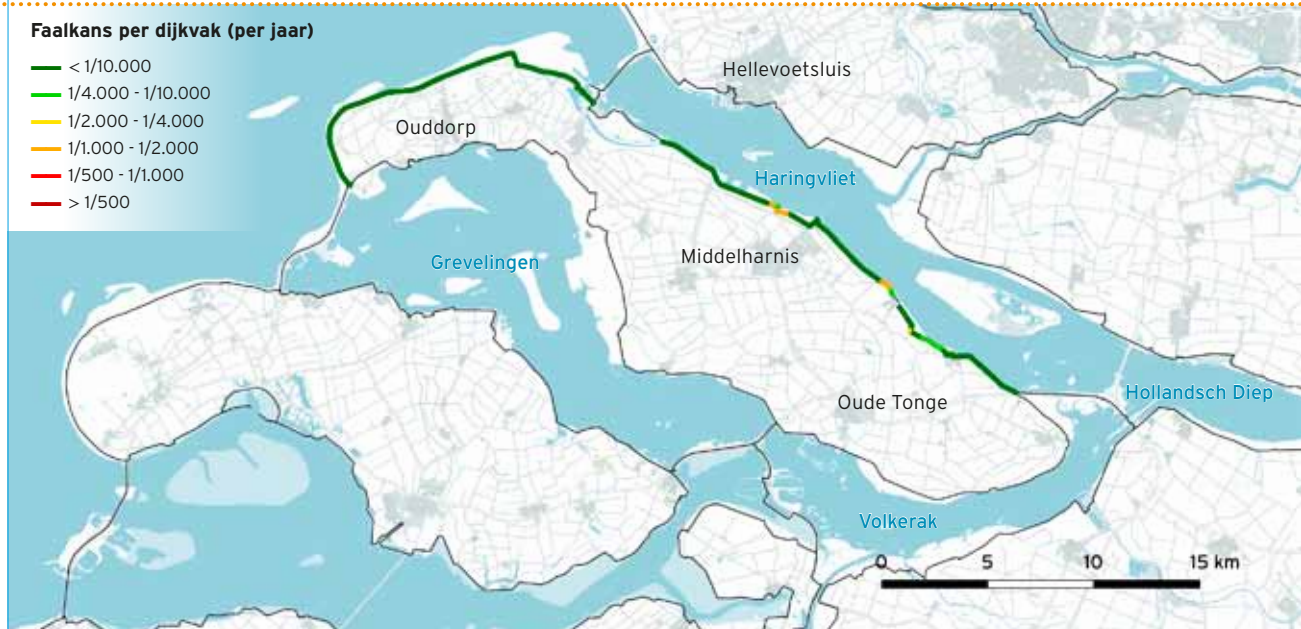 Faalkans per dijkvak (per jaar)
< 1/10.000
1/4.000 - 1/10.000
1/2.000 - 1/4.000
1/1.000 - 1/2.000
1/500 - 1/1.000
> 1/500
Hellevoetsluis
Ouddorp
Haringvliet
Middelharnis
Grevelingen
Hollandsch Diep
Oude Tonge
Volkerak
0 5 10 15 km